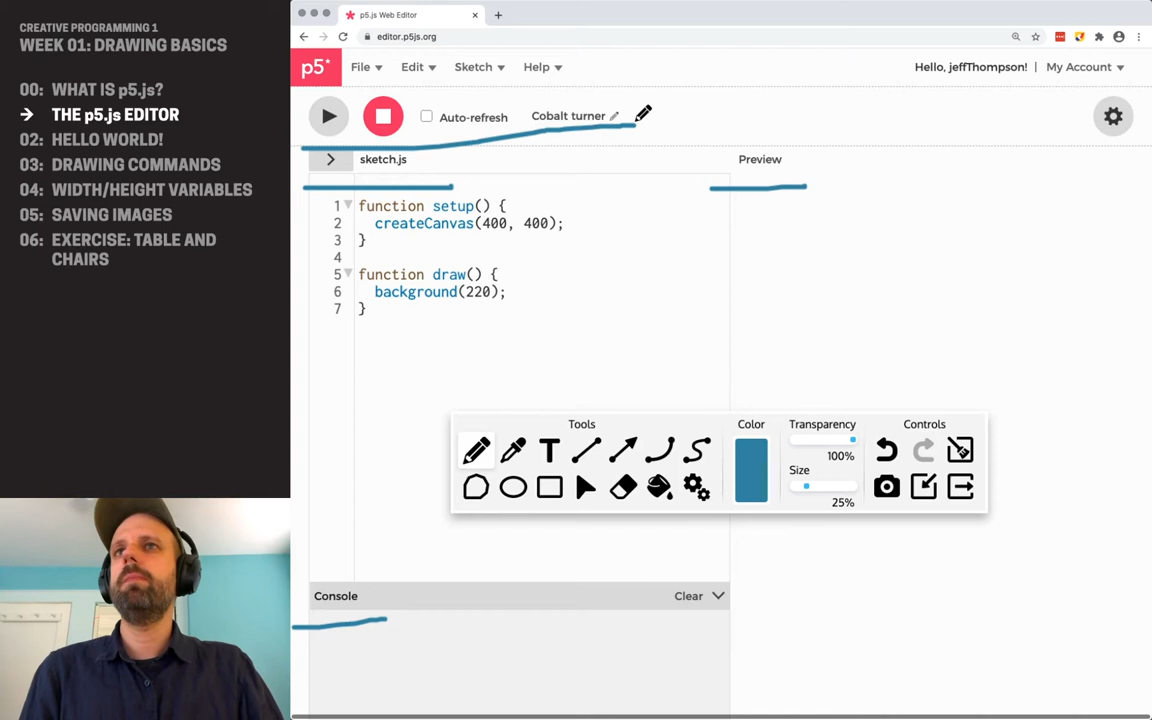 CREATIVE PROGRAMMING 1
WEEK 01: DRAWING BASICS
00: WHAT IS p5.js?
→ THE p5.js EDITOR
02: HELLO WORLD!
03: DRAWING COMMANDS
04: WIDTH/HEIGHT VARIABLES
05: SAVING IMAGES
06: EXERCISE: TABLE AND
CHAIRS
p5.js Web Editor
editor.p5js.org
p5* File Edit Sketch Help Hello, jeffThompson! My Account
Auto-refresh Cobalt turner
sketch.js Preview
1 function setup() {
2 createCanvas(400, 400);
3 }
4
5 function draw() {
6 background(220);
7 }
Tools Color Transparency Controls
T 100%
Size
25%
Console Clear